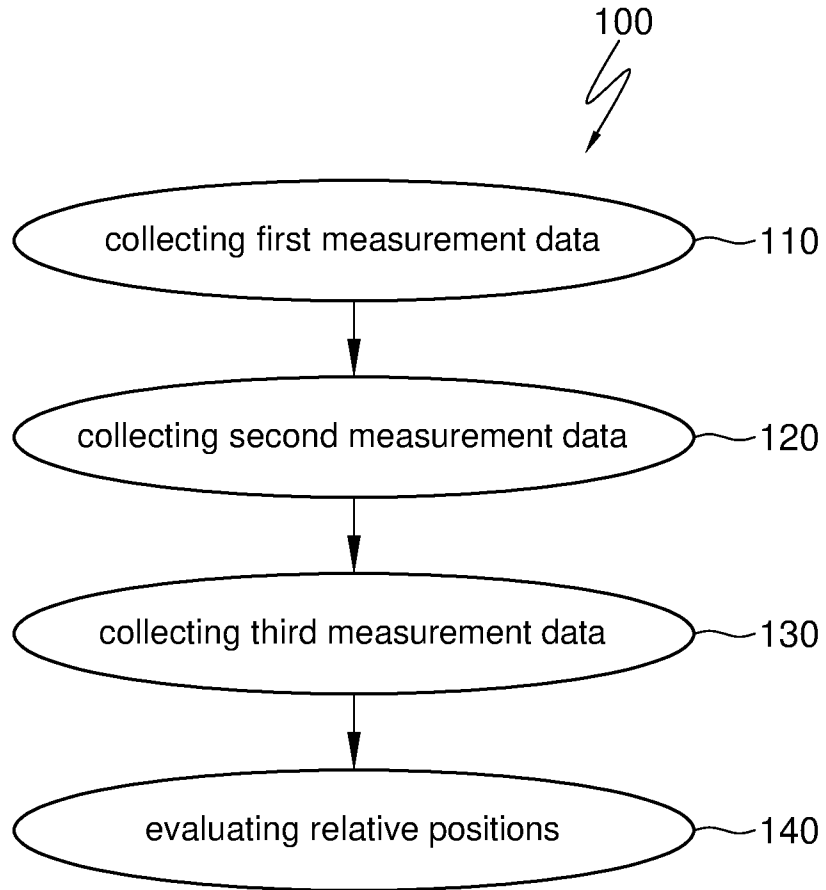 100
collecting first measurement data 110
collecting second measurement data 120
collecting third measurement data 130
evaluating relative positions 140